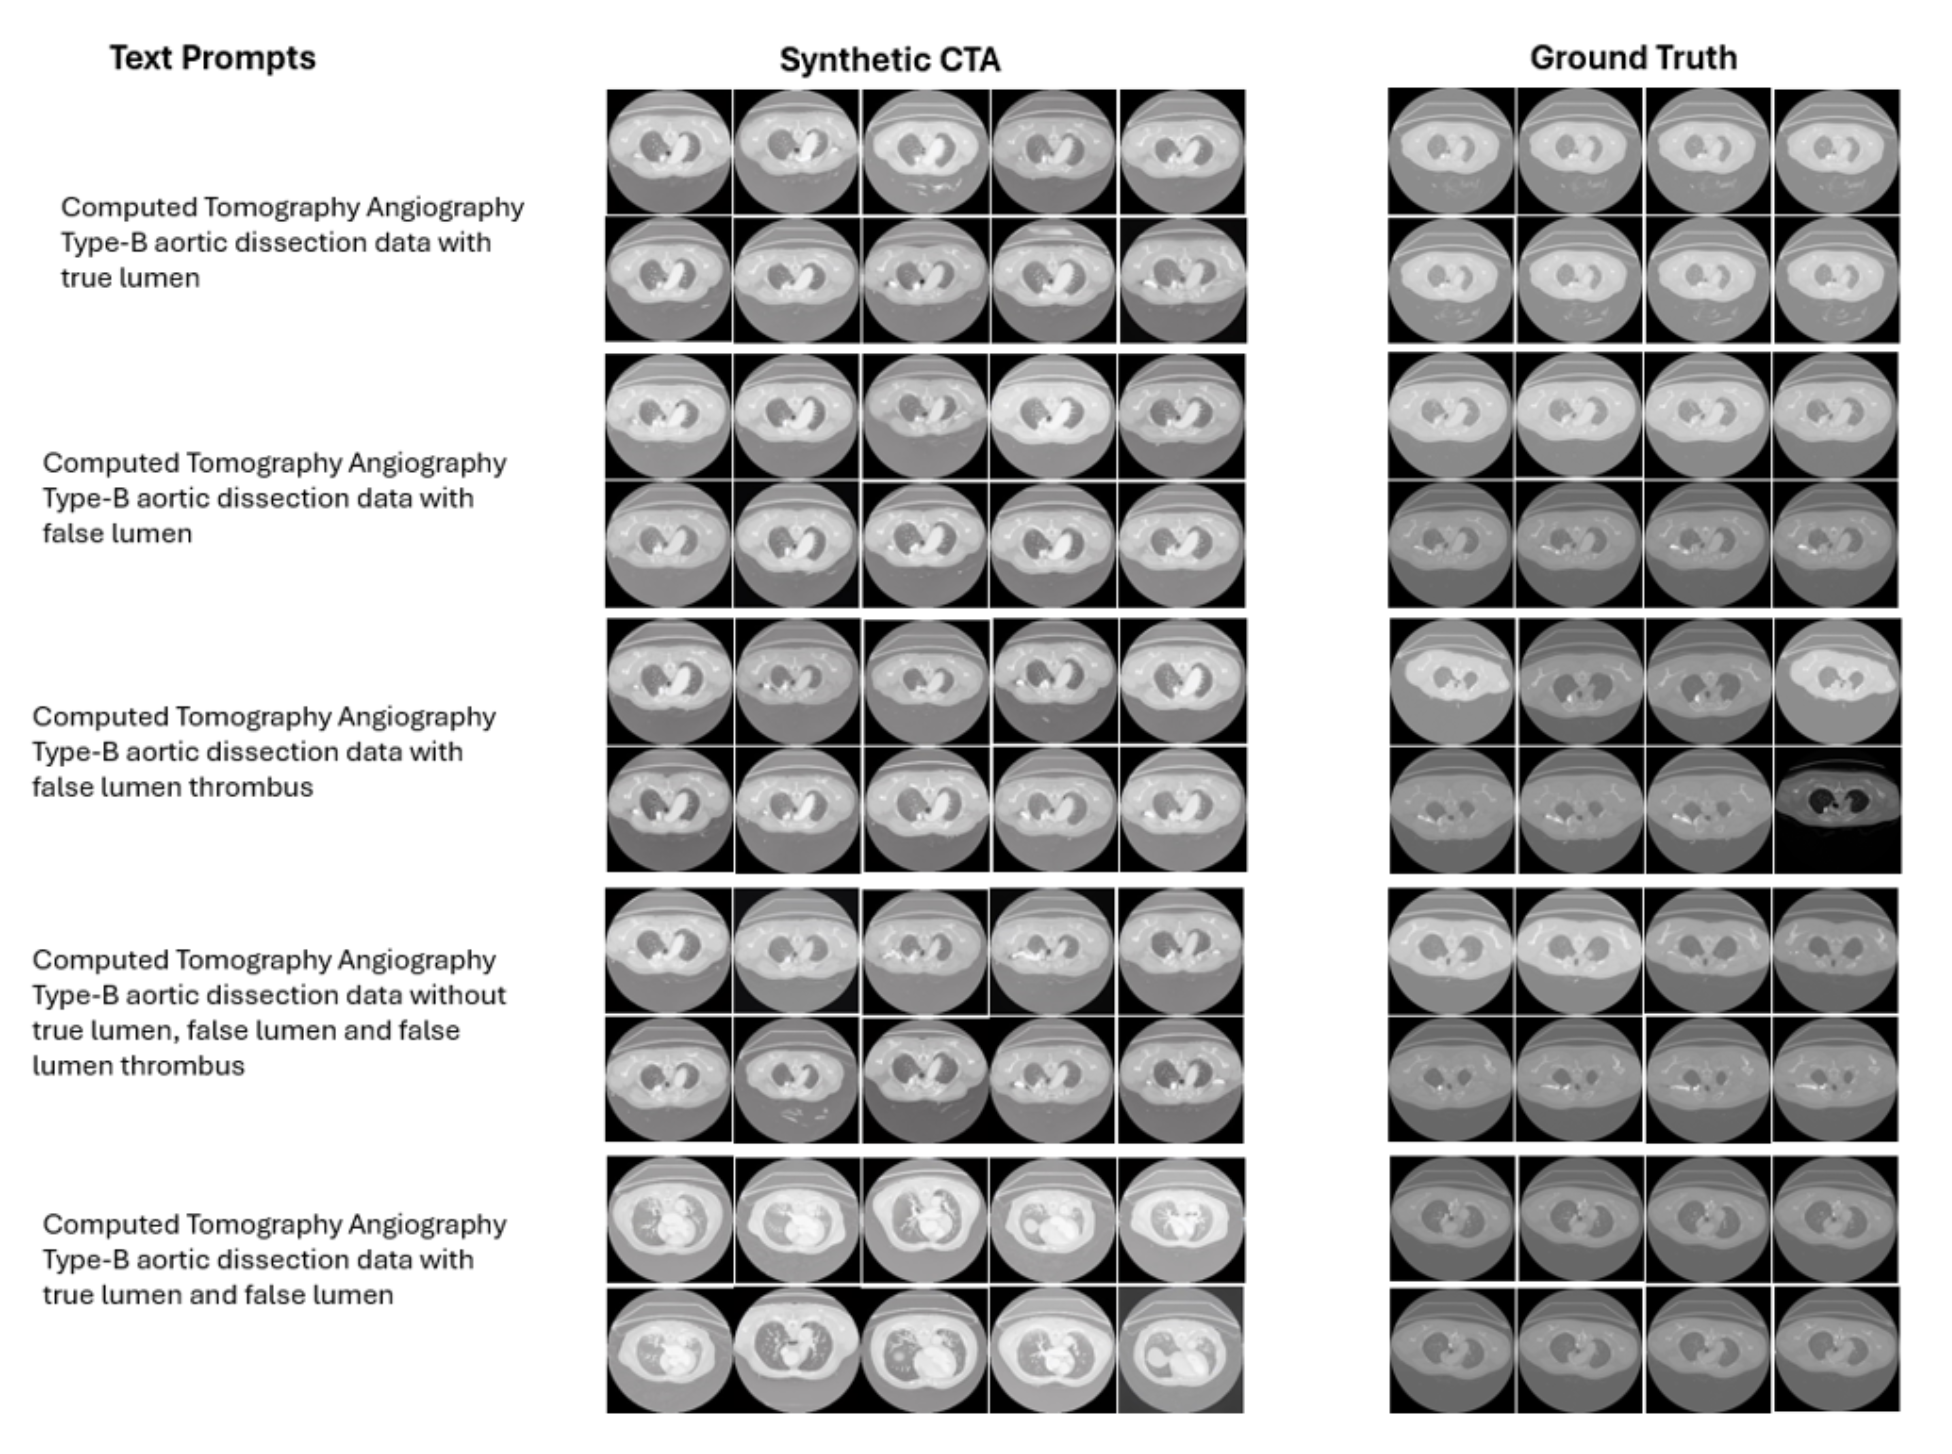 Text Prompts
Synthetic CTA
Ground Truth
Computed Tomography Angiography
Type-B aortic dissection data with
true lumen
Computed Tomography Angiography
Type-B aortic dissection data with
false lumen
Computed Tomography Angiography
Type-B aortic dissection data with
false lumen thrombus
Computed Tomography Angiography
Type-B aortic dissection data without
true lumen, false lumen and false
lumen thrombus
Computed Tomography Angiography
Type-B aortic dissection data with
true lumen and false lumen